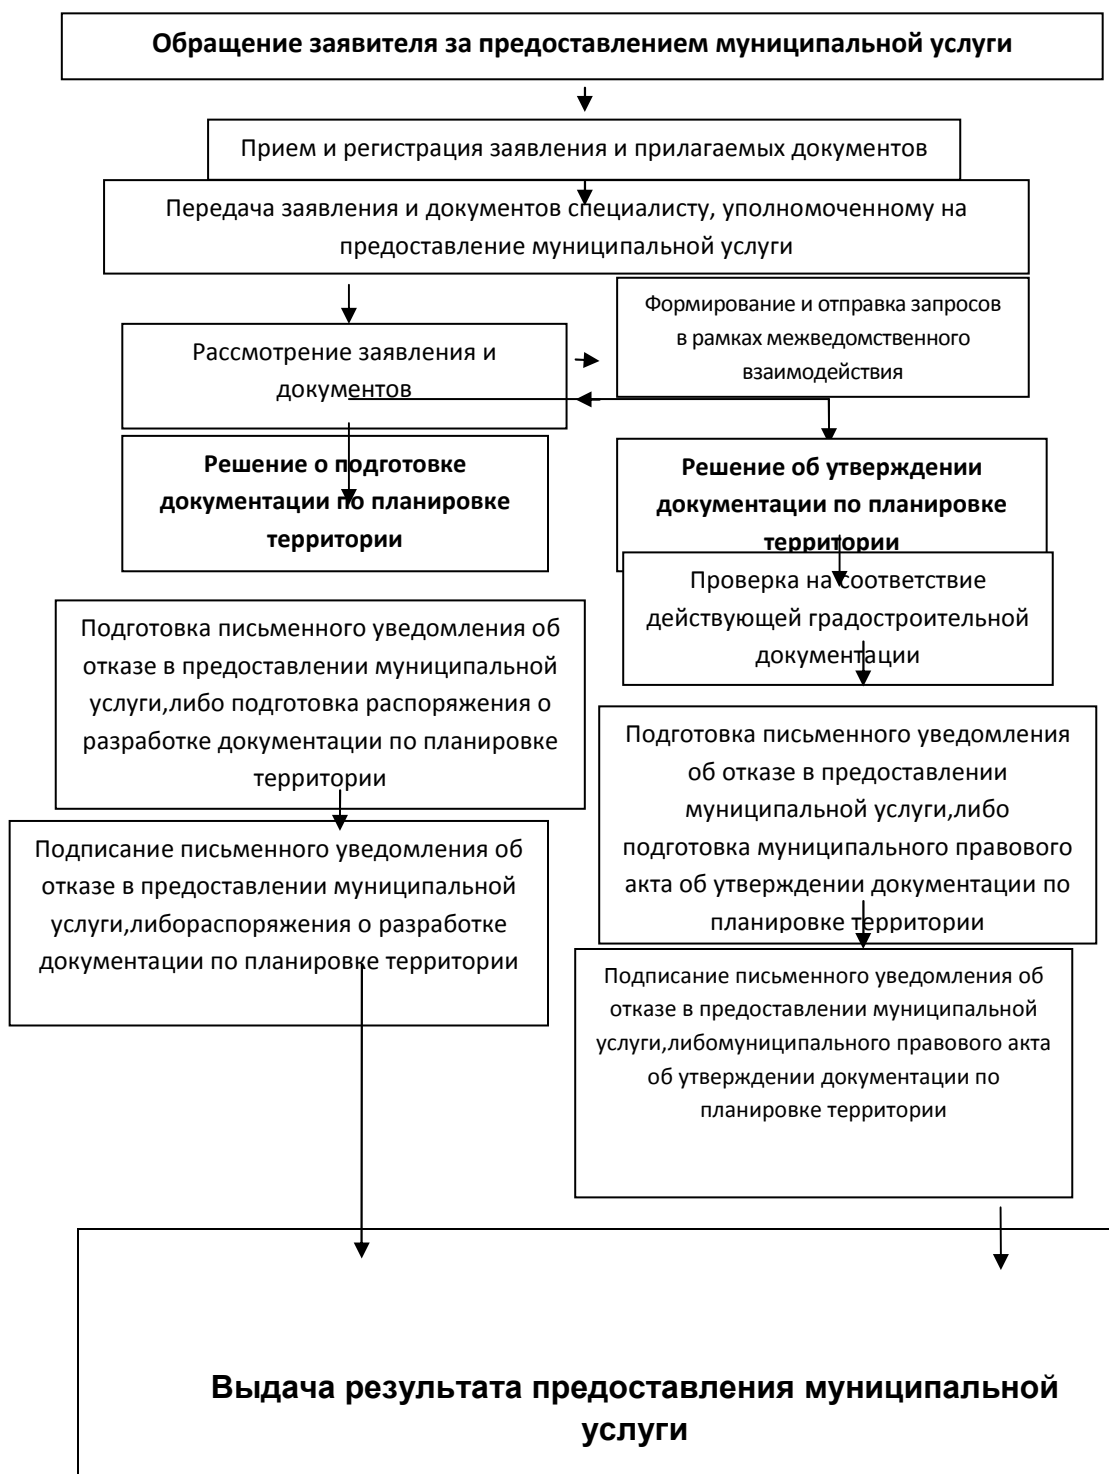 Обращение заявителя за предоставлением муниципальной услуги
Прием и регистрация заявления и прилагаемых документов
Передача заявления и документов специалисту, уполномоченному на
предоставление муниципальной услуги
Формирование и отправка запросов
в рамках межведомственного
взаимодействия
Рассмотрение заявления и
документов
Решение о подготовке
документации по планировке
территории
Решение об утверждении
документации по планировке
территории
Проверка на соответствие
действующей градостроительной
документации
Подготовка письменного уведомления об
отказе в предоставлении муниципальной
услуги,либо подготовка распоряжения о
разработке документации по планировке
территории
Подготовка письменного уведомления
об отказе в предоставлении
муниципальной услуги,либо
подготовка муниципального правового
акта об утверждении документации по
планировке территории
Подписание письменного уведомления об
отказе в предоставлении муниципальной
услуги,либораспоряжения о разработке
документации по планировке территории
Подписание письменного уведомления об
отказе в предоставлении муниципальной
услуги,либомуниципального правового акта
об утверждении документации по
планировке территории
Выдача результата предоставления муниципальной
услуги